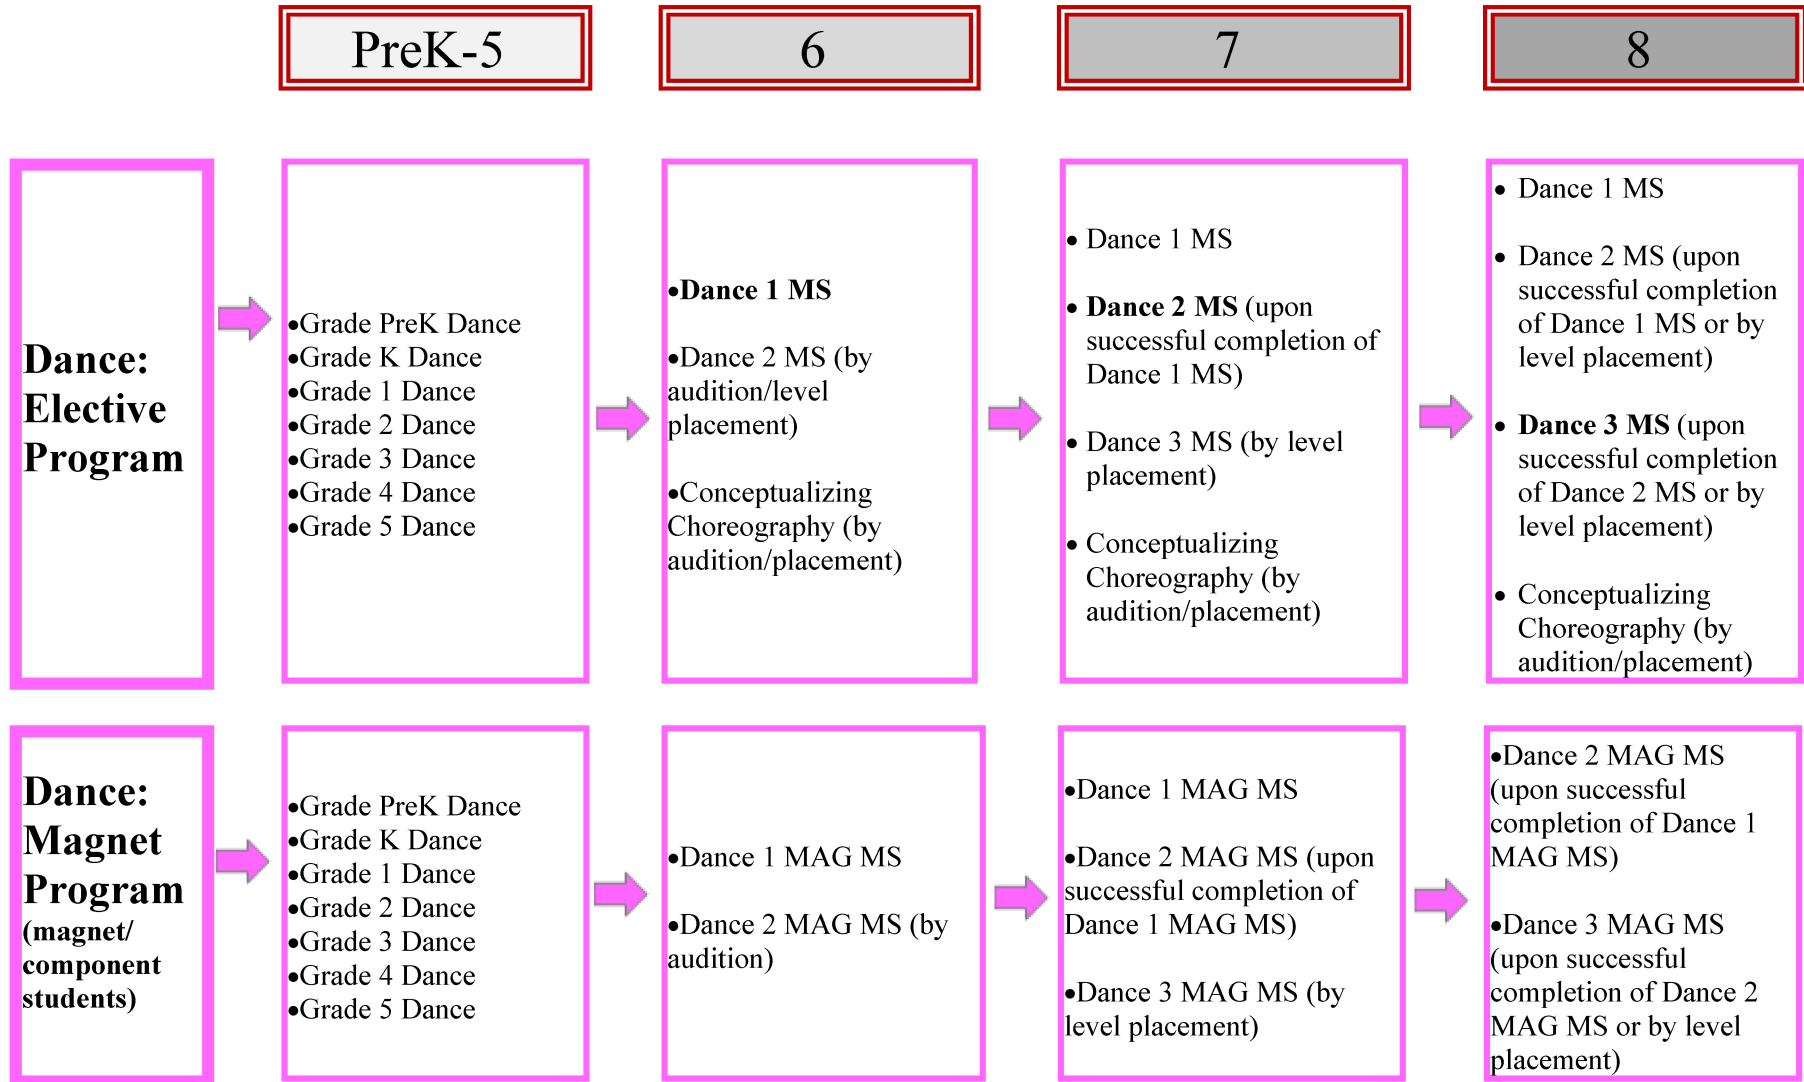 PreK-5
6
7
8
Dance:
Elective
Program
•Grade PreK Dance
•Grade K Dance
•Grade 1 Dance
•Grade 2 Dance
•Grade 3 Dance
•Grade 4 Dance
•Grade 5 Dance
•Dance 1 MS
•Dance 2 MS (by
audition/level
placement)
•Conceptualizing
Choreography (by
audition/placement)
• Dance 1 MS
• Dance 2 MS (upon
successful completion of
Dance 1 MS)
• Dance 3 MS (by level
placement)
• Conceptualizing
Choreography (by
audition/placement)
• Dance 1 MS
• Dance 2 MS (upon
successful completion
of Dance 1 MS or by
level placement)
• Dance 3 MS (upon
successful completion
of Dance 2 MS or by
level placement)
• Conceptualizing
Choreography (by
audition/placement)
Dance:
Magnet
Program
(magnet/
component
students)
•Grade PreK Dance
•Grade K Dance
•Grade 1 Dance
•Grade 2 Dance
•Grade 3 Dance
•Grade 4 Dance
•Grade 5 Dance
•Dance 1 MAG MS
•Dance 2 MAG MS (by
audition)
•Dance 1 MAG MS
•Dance 2 MAG MS (upon
successful completion of
Dance 1 MAG MS)
•Dance 3 MAG MS (by
level placement)
•Dance 2 MAG MS
(upon successful
completion of Dance 1
MAG MS)
•Dance 3 MAG MS
(upon successful
completion of Dance 2
MAG MS or by level
placement)